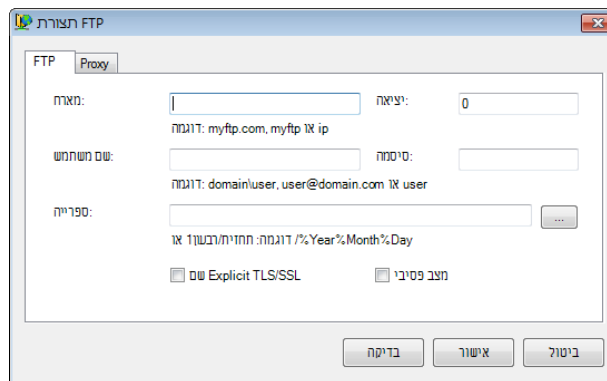 תצורת FTP
FTP Proxy
מארח: יציאה: 0
דוגמה: myftp.com, myftp או ip
שם משתמש: סיסמה:
דוגמה: domain\user, user@domain.com או user
ספרייה: ...
דוגמה: תחזית/רבעון1 או /%Year%Month%Day
שם Explicit TLS/SSL מצב פסיבי
בדיקה אישור ביטול